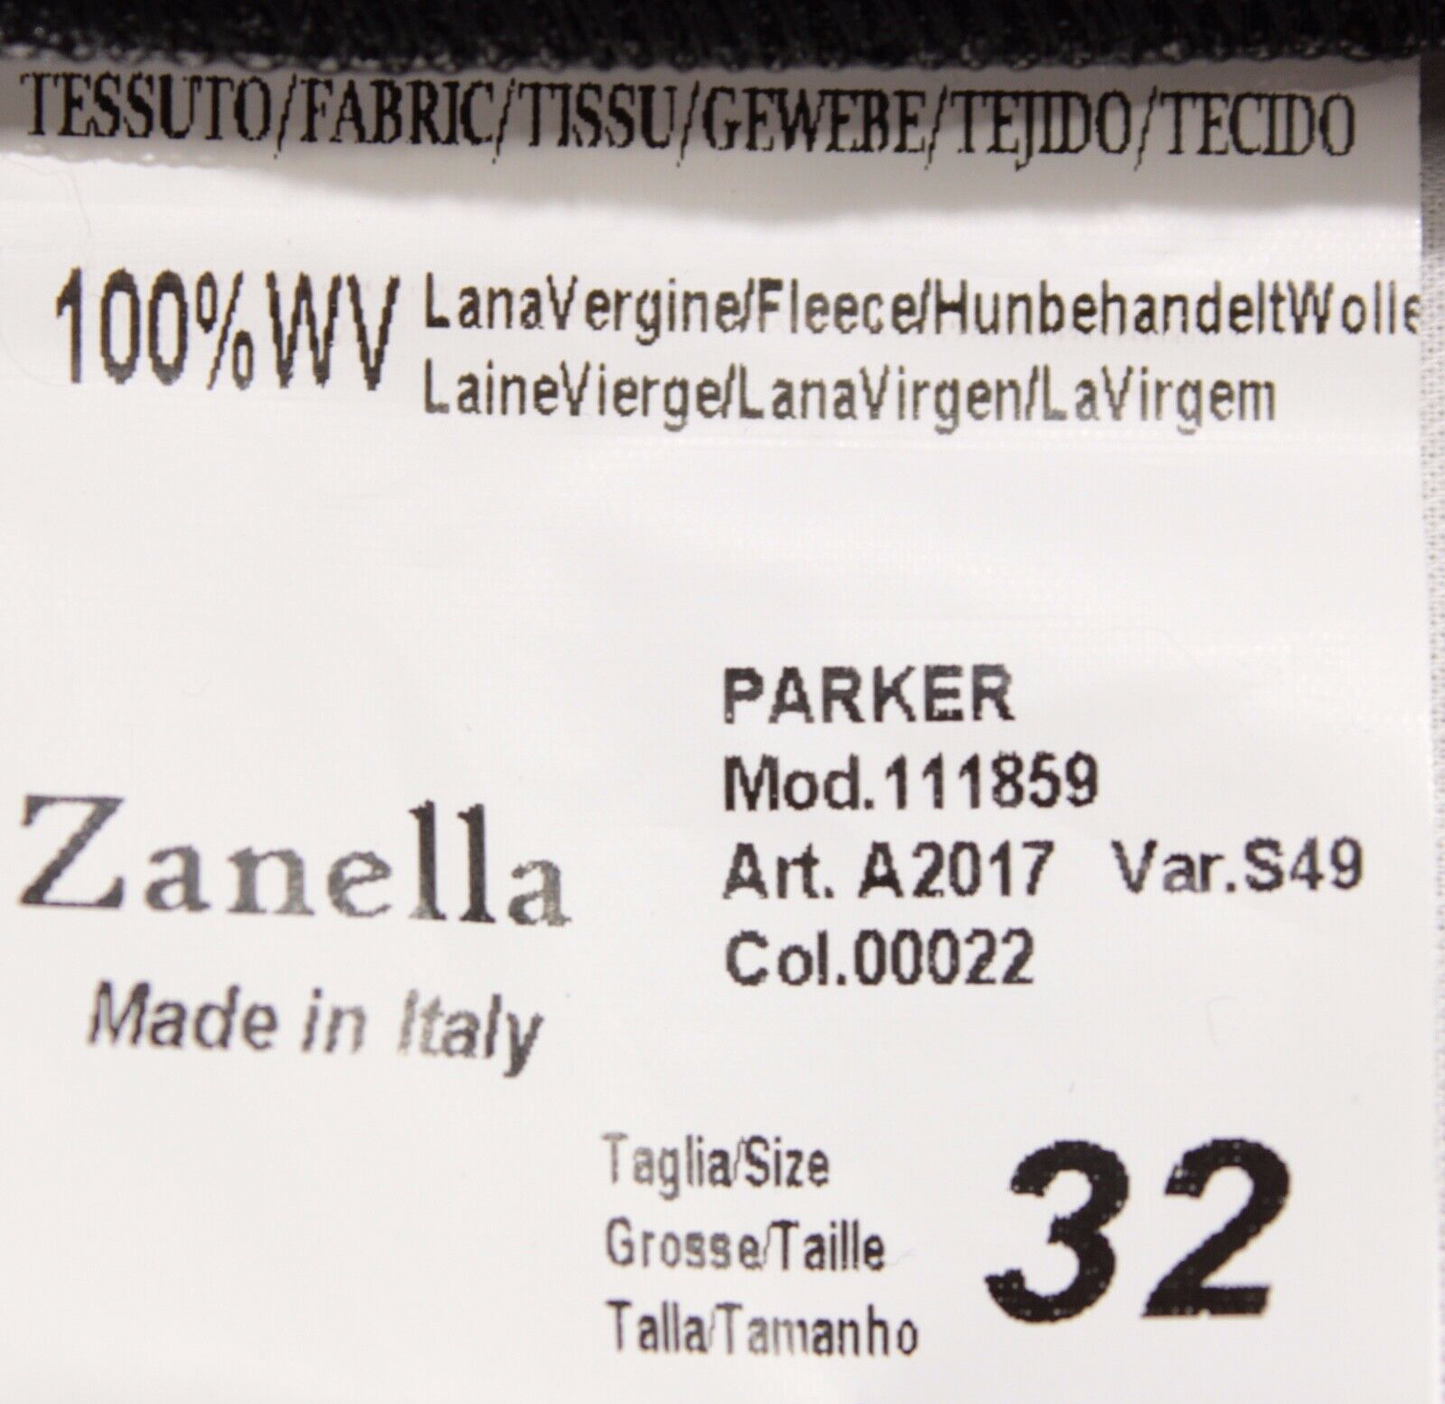 TESSUTO/FABRIC/TISSU/GEWEBE/TEJIDO/TECIDO
100%WV LanaVergine/Fleece/HunbehandeltWolle
LaineVierge/LanaVirgen/LaVirgem
PARKER
Mod.111859
Art. A2017 Var.S49
Col.00022
Zanella
Made in Italy
Taglia/Size
Grosse/Taille
Talla/Tamanho
32